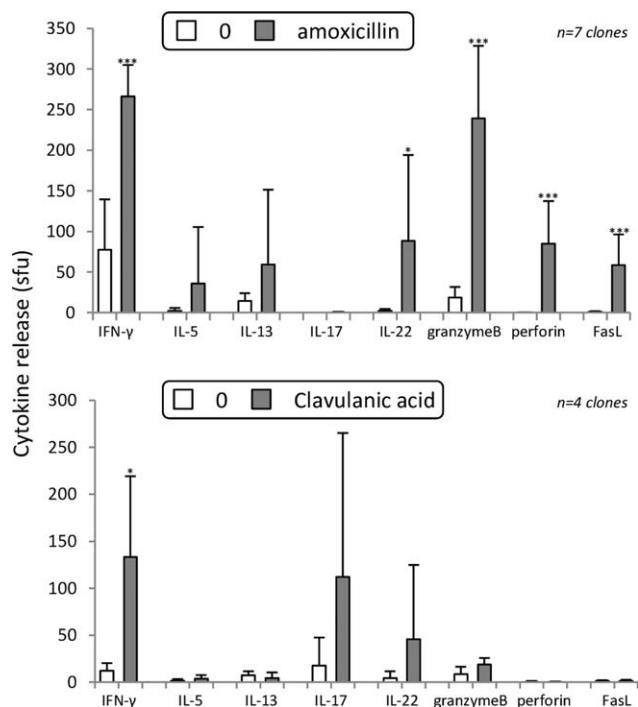 0 amoxicillin
n=7 clones
350
300
250
200
150
100
50
0
*** * *** *** ***
IFN-γ IL-5 IL-13 IL-17 IL-22 granzymeB perforin FasL
Cytokine release (sfu)
0 Clavulanic acid
n=4 clones
300
250
200
150
100
50
0
*
IFN-γ IL-5 IL-13 IL-17 IL-22 granzymeB perforin FasL